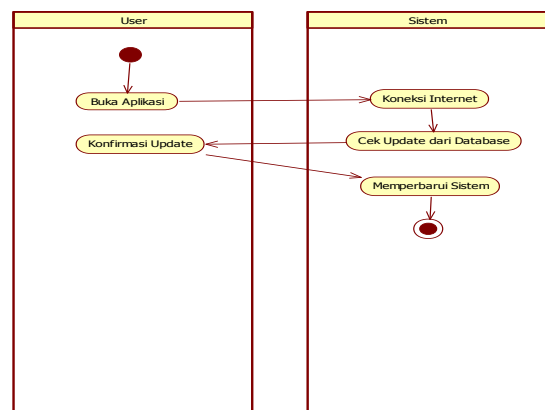 User
Sistem
Buka Aplikasi
Koneksi Internet
Konfirmasi Update
Cek Update dari Database
Memperbarui Sistem